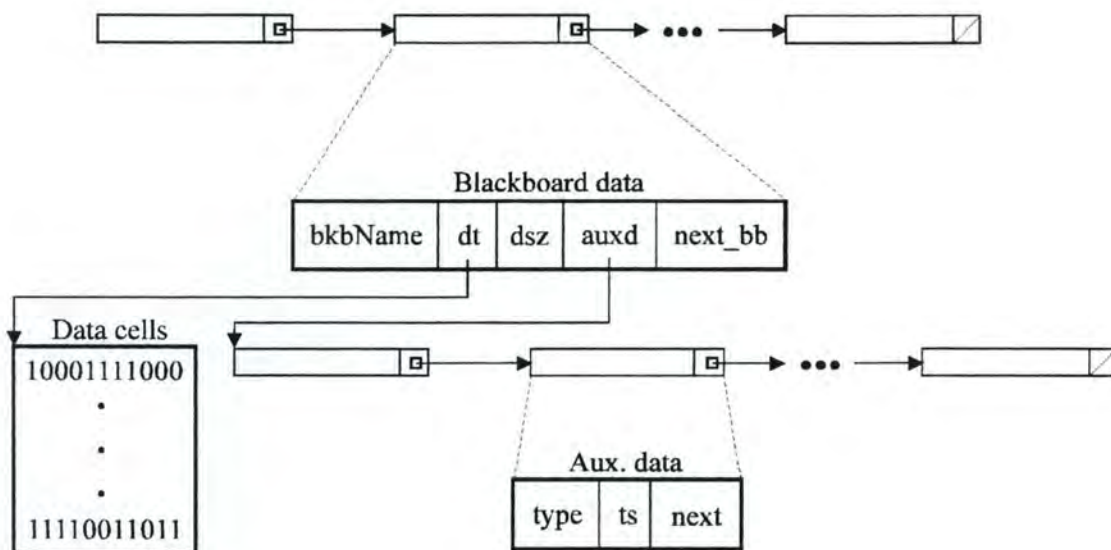 Blackboard data
bkbName dt dsz auxd next_bb
Data cells
10001111000
11110011011
Aux. data
type ts next